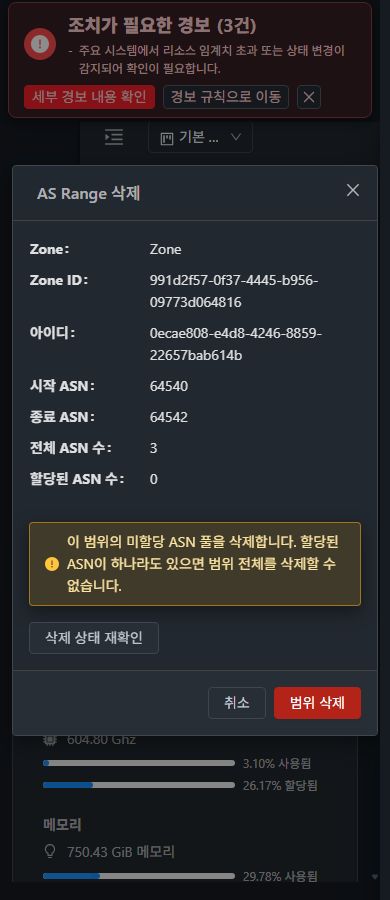 조치가 필요한 경보 (3건)
- 주요 시스템에서 리소스 임계치 초과 또는 상태 변경이
감지되어 확인이 필요합니다.
세부 경보 내용 확인
경보 규칙으로 이동
기본 ...
AS Range 삭제
Zone: Zone
Zone ID: 991d2f57-0f37-4445-b956-
09773d064816
아이디: 0ecae808-e4d8-4246-8859-
22657bab614b
시작 ASN: 64540
종료 ASN: 64542
전체 ASN 수: 3
할당된 ASN 수: 0
이 범위의 미할당 ASN 풀을 삭제합니다. 할당된
ASN이 하나라도 있으면 범위 전체를 삭제할 수
없습니다.
삭제 상태 재확인
취소
범위 삭제
604.80 Ghz
3.10% 사용됨
26.17% 할당됨
메모리
750.43 GiB 메모리
29.78% 사용됨